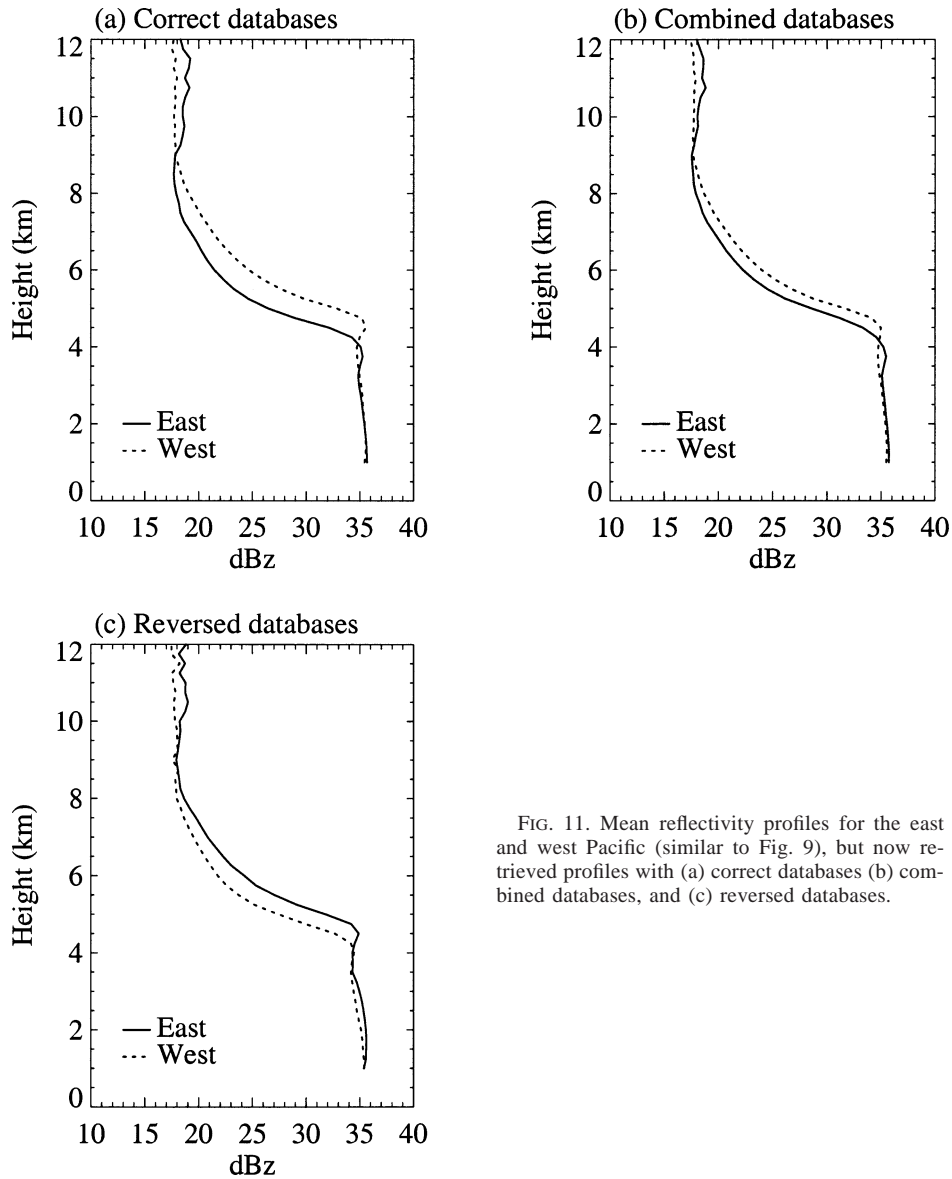 (a) Correct databases
12
10
8
6
4
2
0
Height (km)
East
West
10 15 20 25 30 35 40
dBz
(b) Combined databases
12
10
8
6
4
2
0
Height (km)
East
West
10 15 20 25 30 35 40
dBz
(c) Reversed databases
12
10
8
6
4
2
0
Height (km)
East
West
10 15 20 25 30 35 40
dBz
FIG. 11. Mean reflectivity profiles for the east
and west Pacific (similar to Fig. 9), but now re-
trieved profiles with (a) correct databases (b) com-
bined databases, and (c) reversed databases.